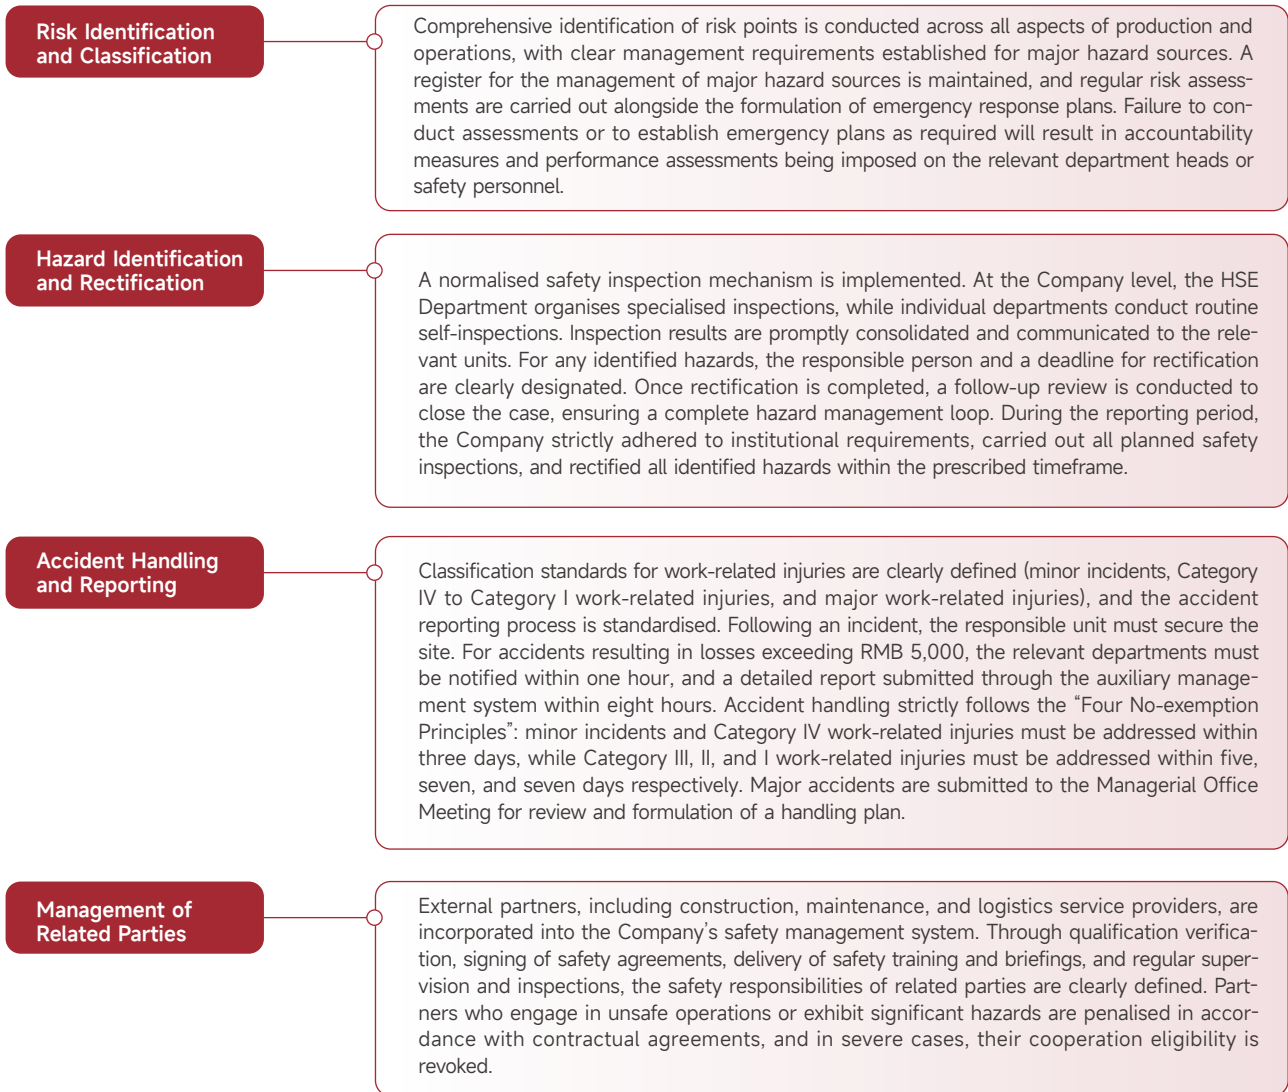 Risk Identification
and Classification
Comprehensive identification of risk points is conducted across all aspects of production and
operations, with clear management requirements established for major hazard sources. A
register for the management of major hazard sources is maintained, and regular risk assess-
ments are carried out alongside the formulation of emergency response plans. Failure to con-
duct assessments or to establish emergency plans as required will result in accountability
measures and performance assessments being imposed on the relevant department heads or
safety personnel.
Hazard Identification
and Rectification
A normalised safety inspection mechanism is implemented. At the Company level, the HSE
Department organises specialised inspections, while individual departments conduct routine
self-inspections. Inspection results are promptly consolidated and communicated to the rele-
vant units. For any identified hazards, the responsible person and a deadline for rectification
are clearly designated. Once rectification is completed, a follow-up review is conducted to
close the case, ensuring a complete hazard management loop. During the reporting period,
the Company strictly adhered to institutional requirements, carried out all planned safety
inspections, and rectified all identified hazards within the prescribed timeframe.
Accident Handling
and Reporting
Classification standards for work-related injuries are clearly defined (minor incidents, Category
IV to Category I work-related injuries, and major work-related injuries), and the accident
reporting process is standardised. Following an incident, the responsible unit must secure the
site. For accidents resulting in losses exceeding RMB 5,000, the relevant departments must
be notified within one hour, and a detailed report submitted through the auxiliary manage-
ment system within eight hours. Accident handling strictly follows the “Four No-exemption
Principles”: minor incidents and Category IV work-related injuries must be addressed within
three days, while Category III, II, and I work-related injuries must be addressed within five,
seven, and seven days respectively. Major accidents are submitted to the Managerial Office
Meeting for review and formulation of a handling plan.
Management of
Related Parties
External partners, including construction, maintenance, and logistics service providers, are
incorporated into the Company’s safety management system. Through qualification verifica-
tion, signing of safety agreements, delivery of safety training and briefings, and regular super-
vision and inspections, the safety responsibilities of related parties are clearly defined. Part-
ners who engage in unsafe operations or exhibit significant hazards are penalised in accor-
dance with contractual agreements, and in severe cases, their cooperation eligibility is
revoked.